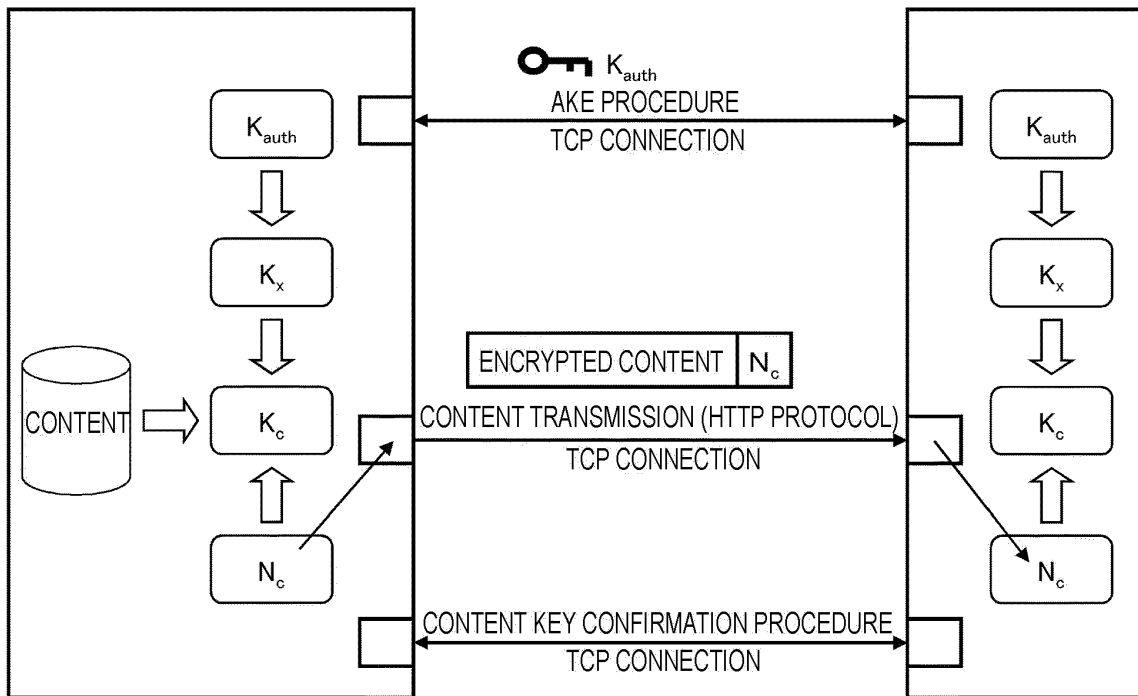 K_auth
AKE PROCEDURE
K_auth
TCP CONNECTION
K_auth
K_x
K_x
ENCRYPTED CONTENT N_c
CONTENT
K_c
CONTENT TRANSMISSION (HTTP PROTOCOL)
K_c
TCP CONNECTION
N_c
N_c
CONTENT KEY CONFIRMATION PROCEDURE
TCP CONNECTION